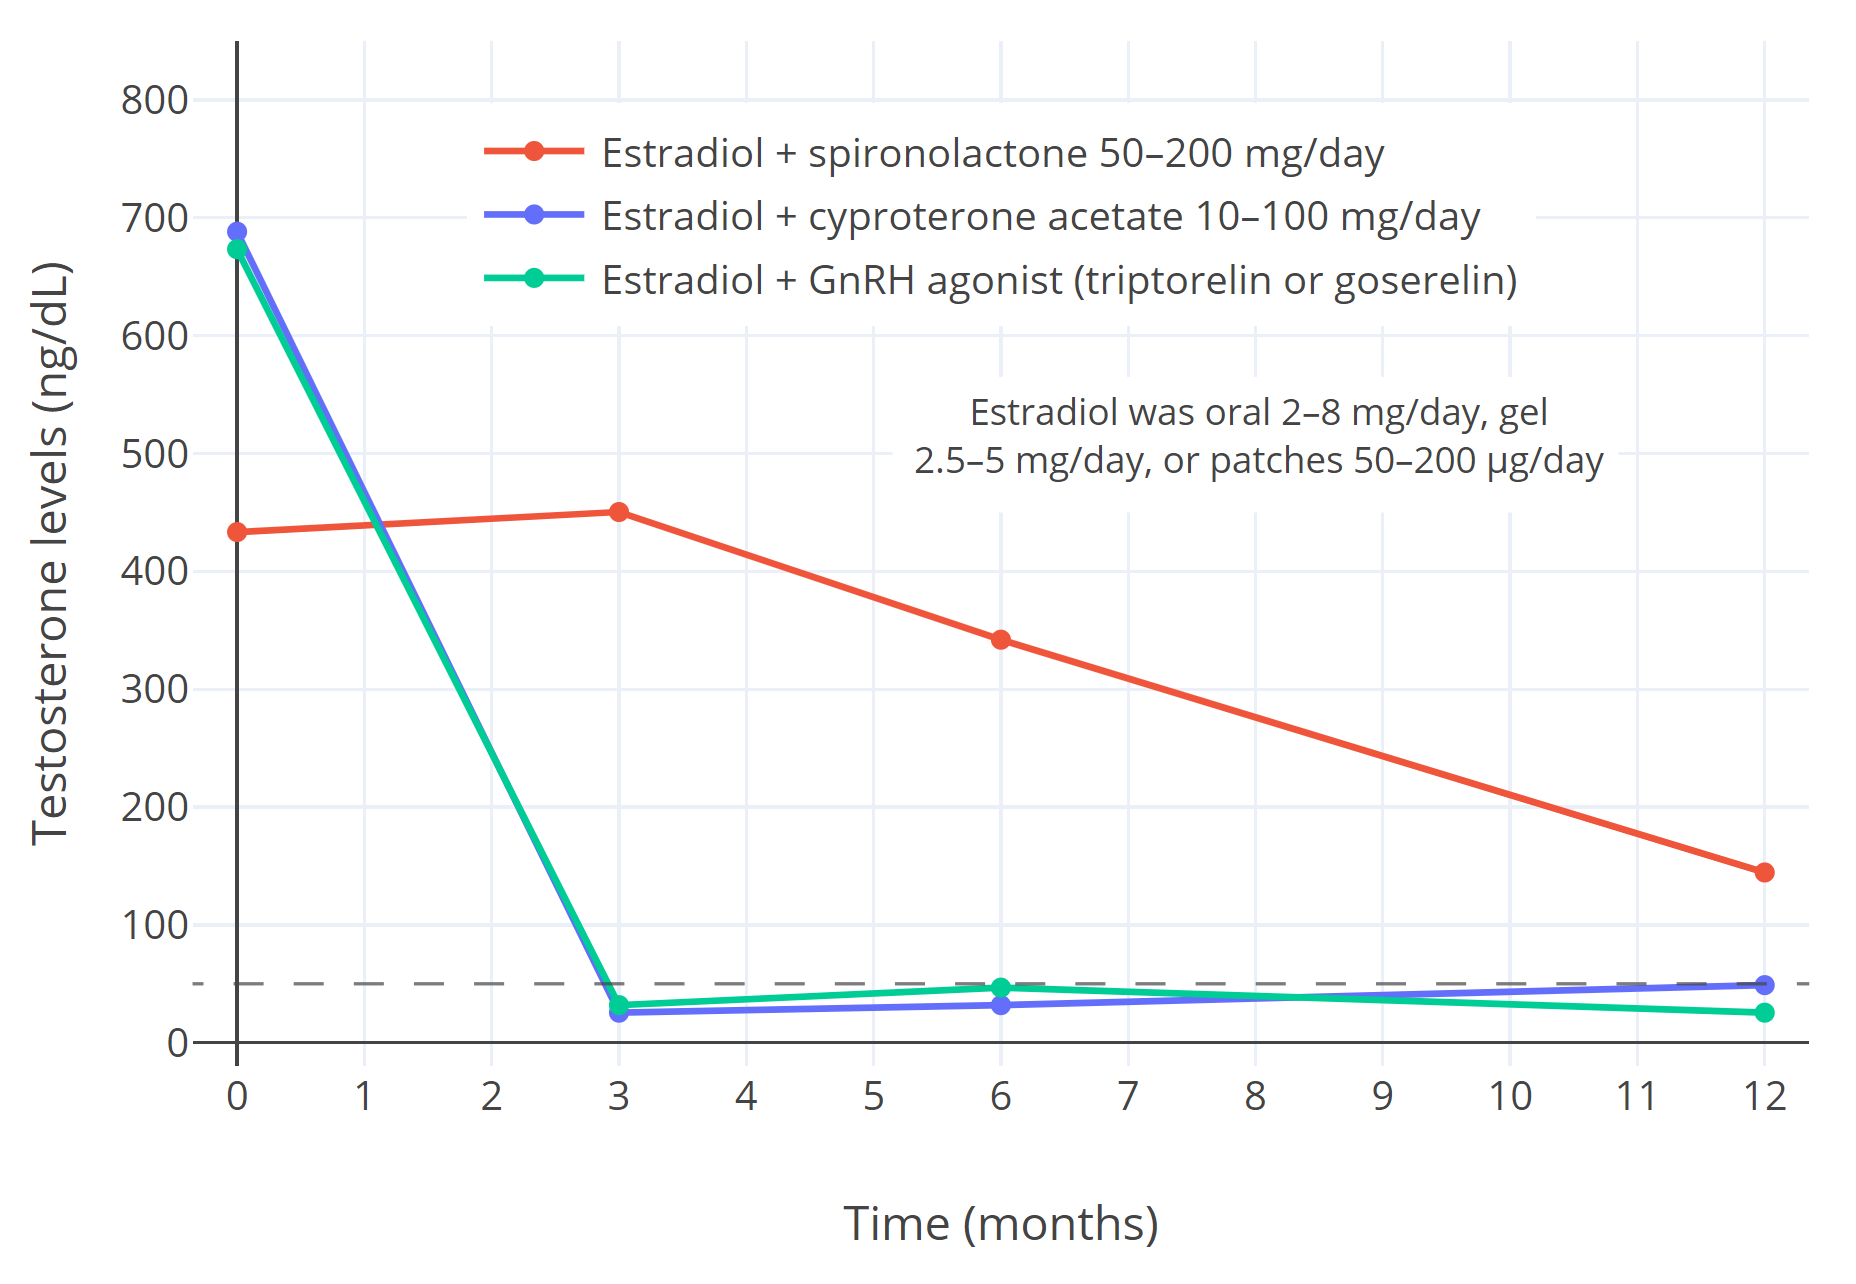 800
700
600
500
400
300
200
100
0
Testosterone levels (ng/dL)
Estradiol + spironolactone 50–200 mg/day
Estradiol + cyproterone acetate 10–100 mg/day
Estradiol + GnRH agonist (triptorelin or goserelin)
Estradiol was oral 2–8 mg/day, gel
2.5–5 mg/day, or patches 50–200 μg/day
0 1 2 3 4 5 6 7 8 9 10 11 12
Time (months)